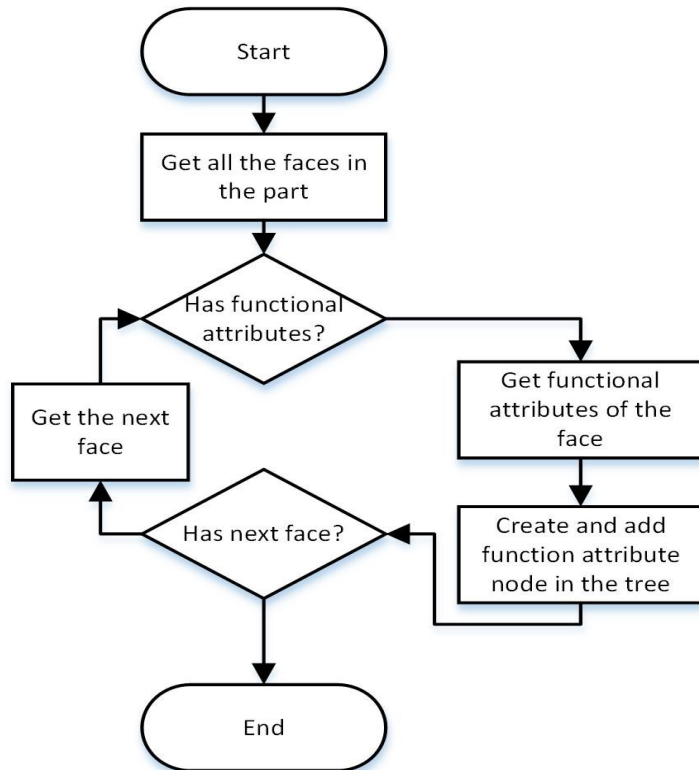 Start
Get all the faces in
the part
Has functional
attributes?
Get functional
attributes of the
face
Get the next
face
Has next face?
Create and add
function attribute
node in the tree
End